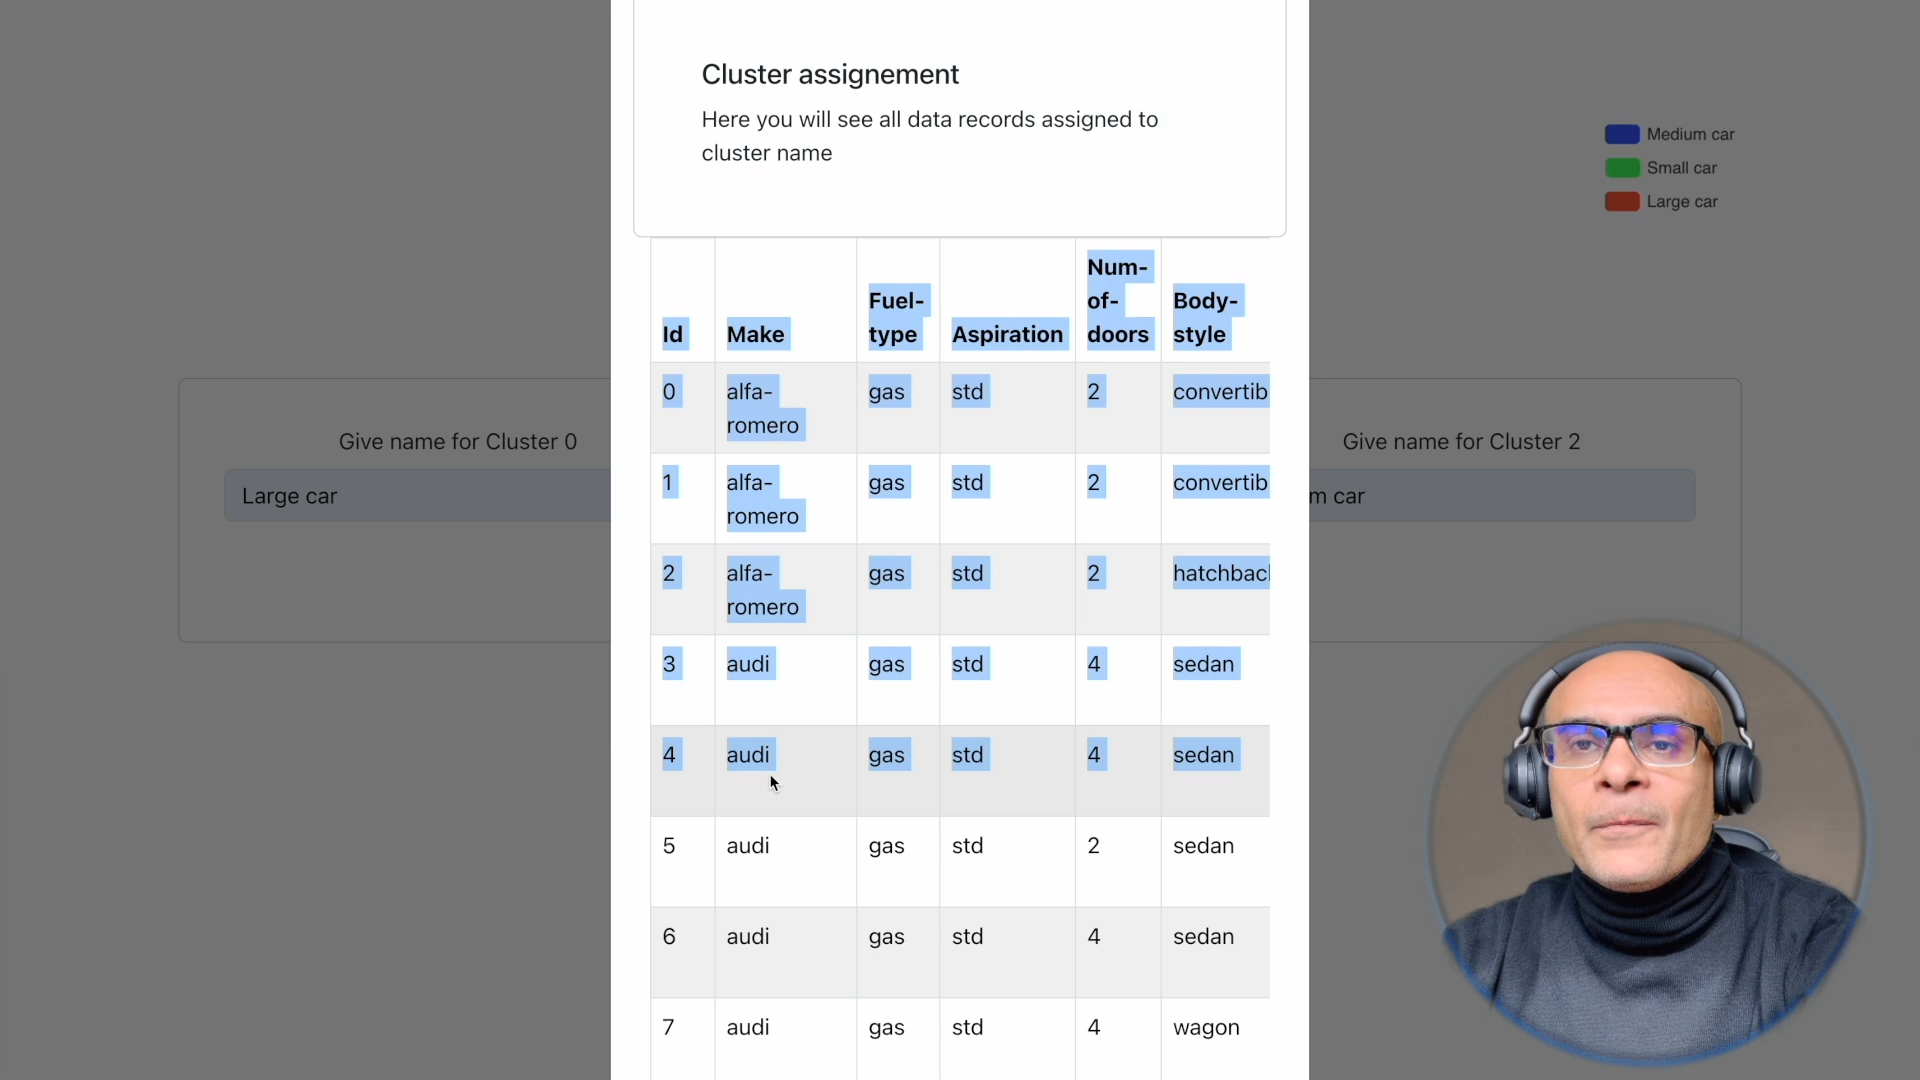 Cluster assignement
Here you will see all data records assigned to
cluster name
Medium car
Small car
Large car
Give name for Cluster 0
Large car
Give name for Cluster 2
m car
Id Make Fuel-type Aspiration Num-of-doors Body-style
0 alfa-romero gas std 2 convertib
1 alfa-romero gas std 2 convertib
2 alfa-romero gas std 2 hatchback
3 audi gas std 4 sedan
4 audi gas std 4 sedan
5 audi gas std 2 sedan
6 audi gas std 4 sedan
7 audi gas std 4 wagon